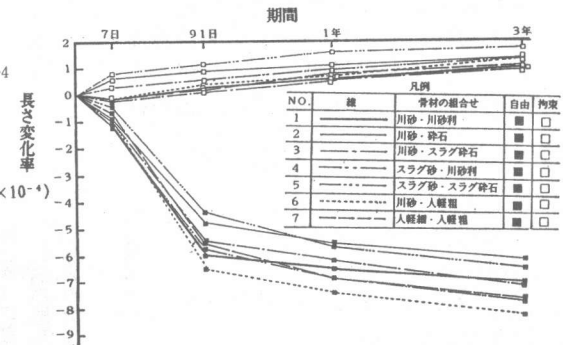 期間
7日 91日 1年 3年
2
1
0
-1
-2
-3
-4
-5
-6
-7
-8
-9
4
長さ変化率
×10⁻⁴)
凡例
NO. 線 骨材の組合せ 自由 拘束
1 川砂・川砂利 ■ □
2 川砂・砕石 ■ □
3 川砂・スラグ砕石 ■ □
4 スラグ砂・川砂利 ■ □
5 スラグ砂・スラグ砕石 ■ □
6 川砂・人軽粗 ■ □
7 人軽細・人軽粗 ■ □